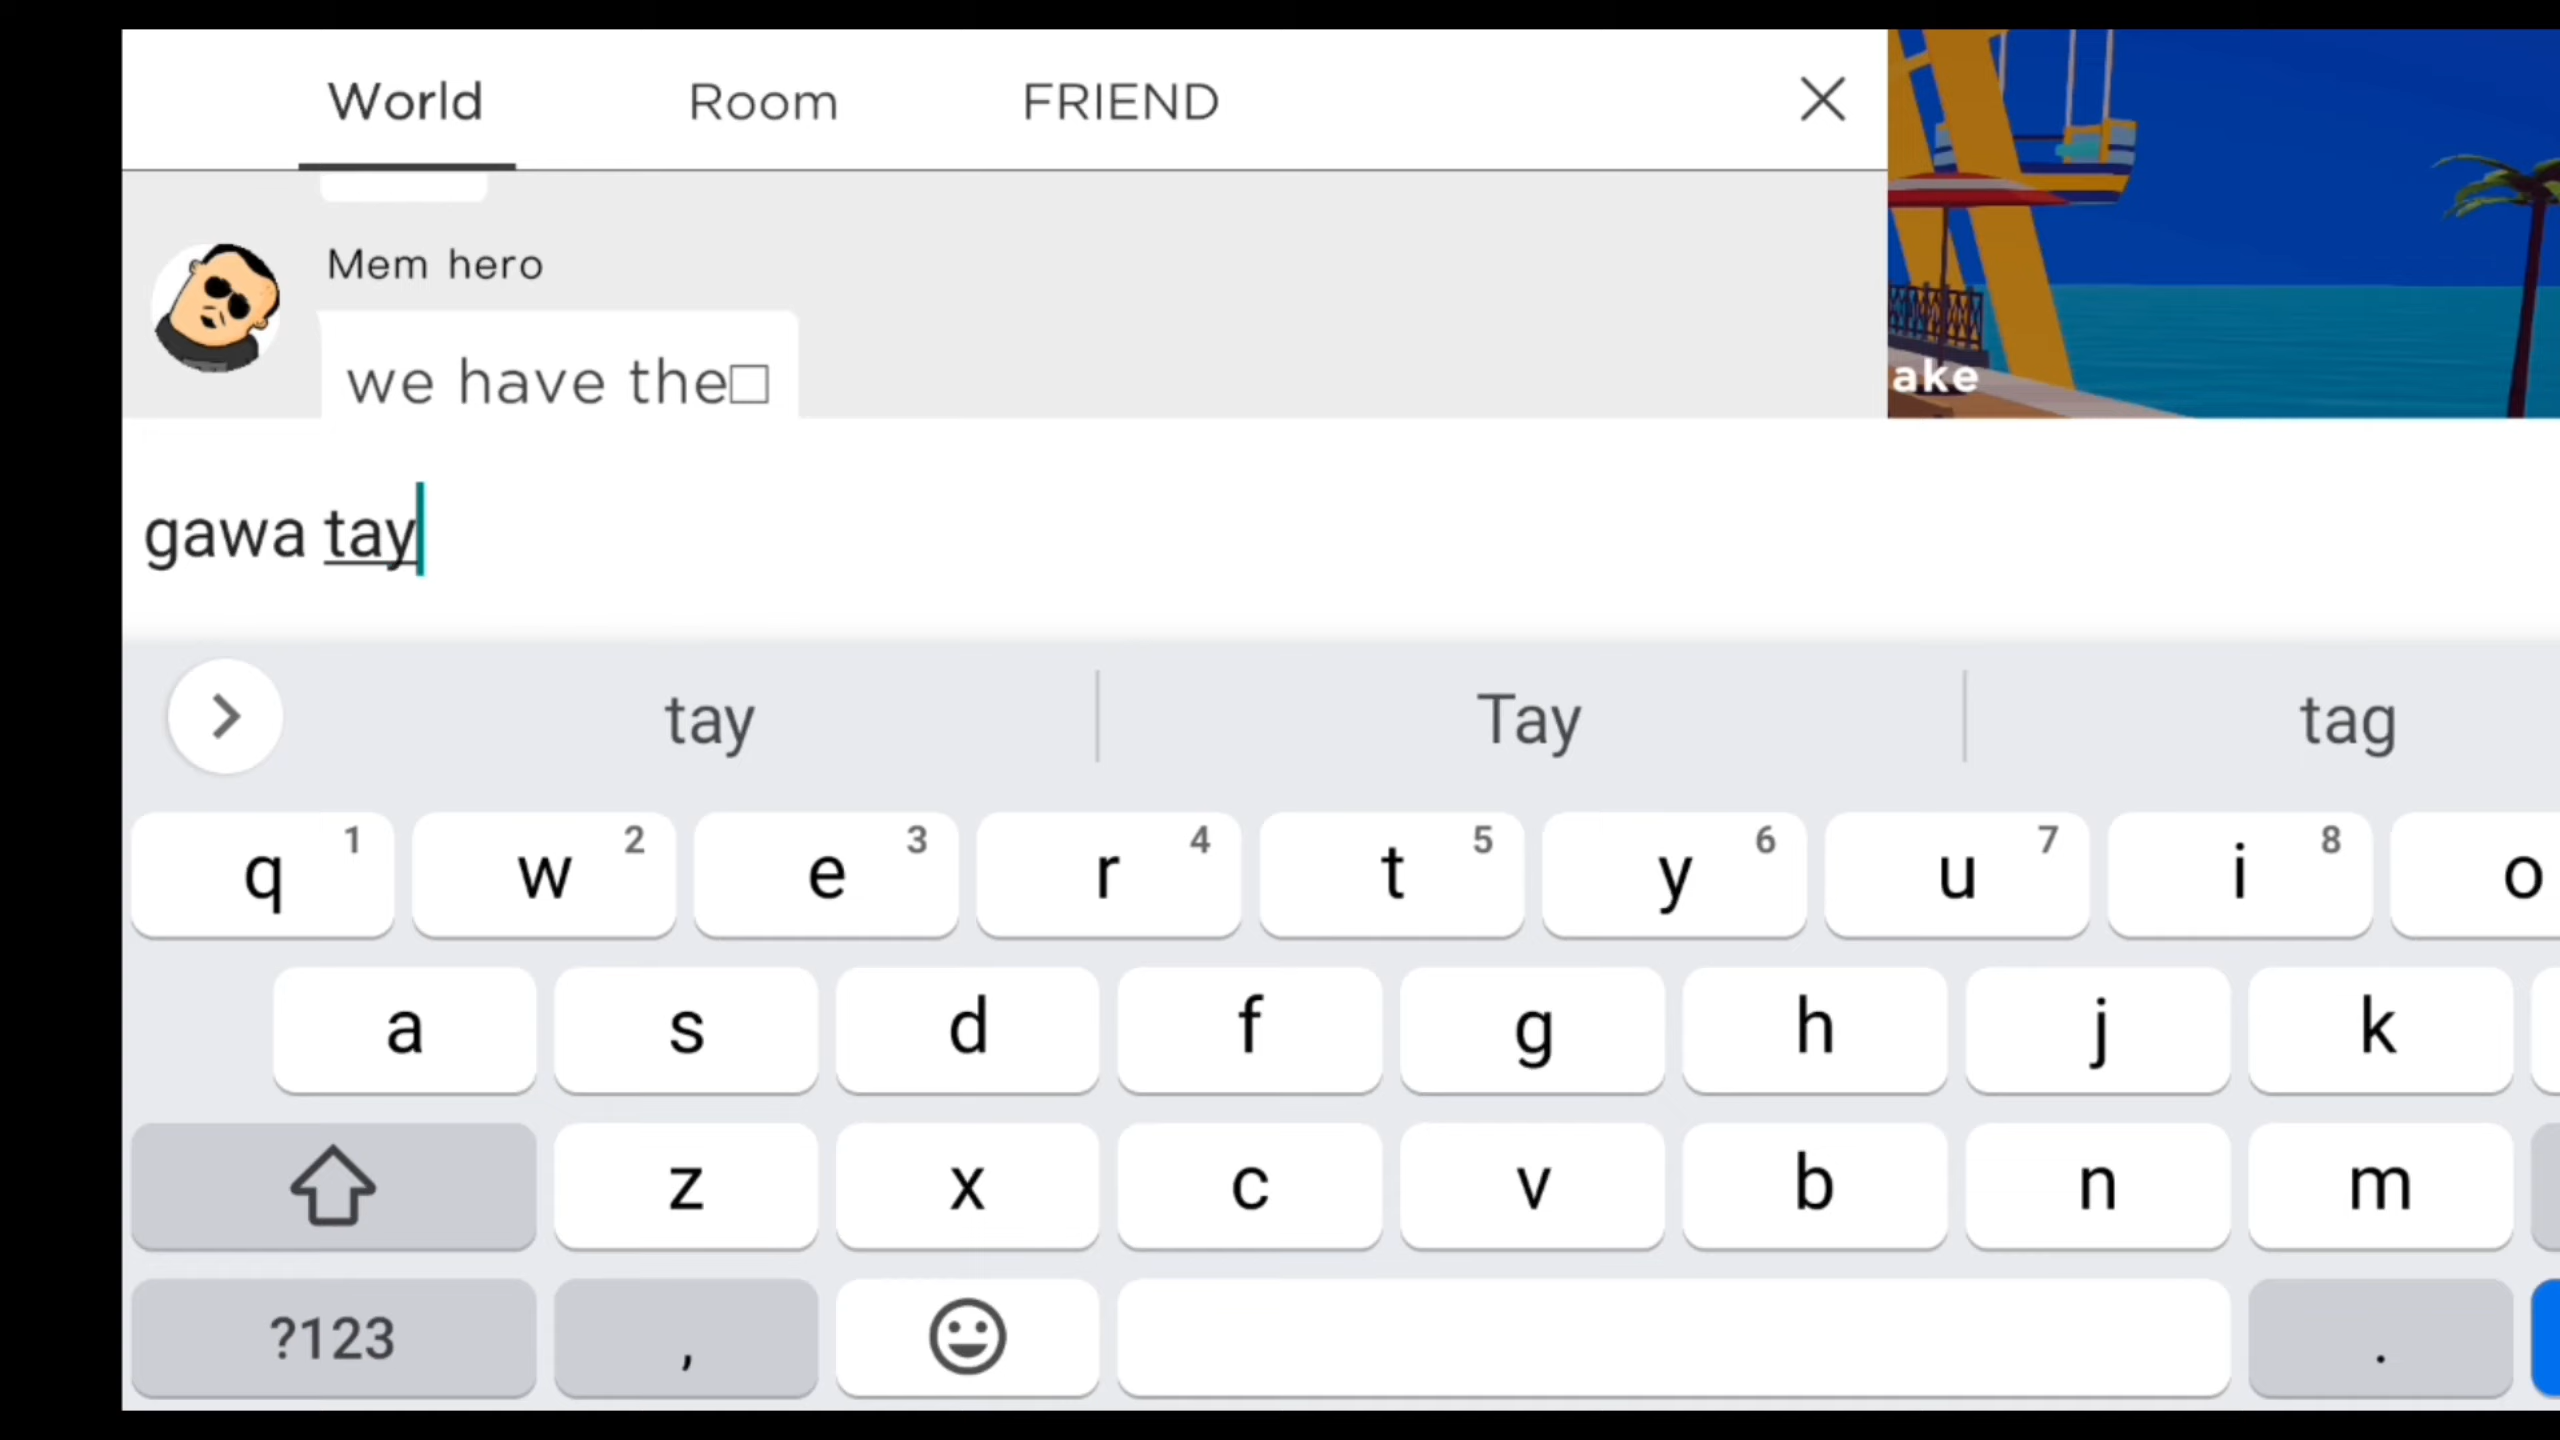 World Room FRIEND
Mem hero
we have the□
ake
gawa tay
tay Tay tag
q 1 w 2 e 3 r 4 t 5 y 6 u 7 i 8 o
a s d f g h j k
z x c v b n m
?123 , .